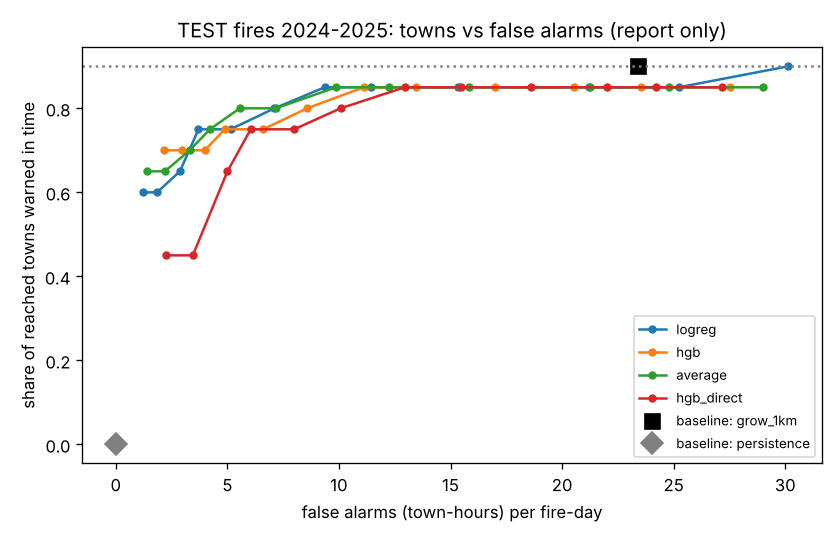 TEST fires 2024-2025: towns vs false alarms (report only)
share of reached towns warned in time
0.8
0.6
0.4
0.2
0.0
0
5
10
15
20
25
30
false alarms (town-hours) per fire-day
logreg
hgb
average
hgb_direct
baseline: grow_1km
baseline: persistence